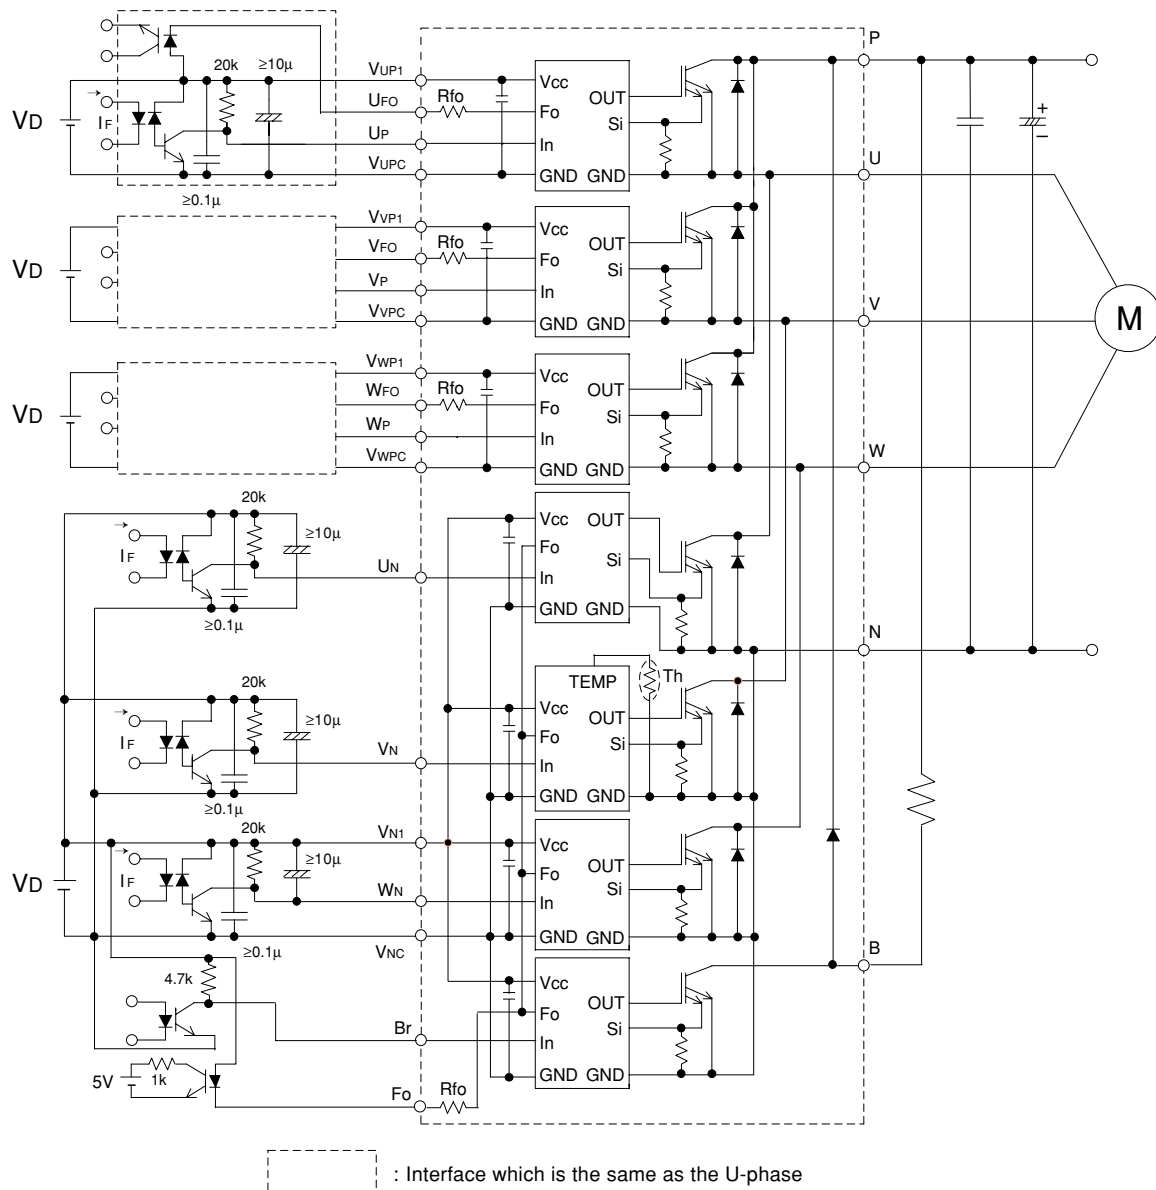 P
20k ≥10µ
VUP1
Vcc
UFO Rfo
OUT
Fo
VD
IF
Si
+
–
UP
In
VUPC
U
GND GND
≥0.1µ
VVP1
Vcc
VFO Rfo
OUT
Fo
VD
Si
VP
In
V
VVPC
GND GND
M
VWP1
Vcc
WFO Rfo
OUT
Fo
VD
Si
WP
In
VWPC
W
GND GND
20k
≥10µ
Vcc OUT
IF
Fo
Si
UN
In
GND GND
≥0.1µ
N
TEMP
Th
20k
≥10µ
Vcc
OUT
IF
Fo
Si
VN
In
GND GND
≥0.1µ
20k
VN1
Vcc
≥10µ
OUT
VD
IF
Fo
Si
WN
In
VNC
GND GND
≥0.1µ
B
4.7k
Vcc
OUT
Fo
Br
Si
In
5V
1k
GND GND
Fo Rfo
: Interface which is the same as the U-phase